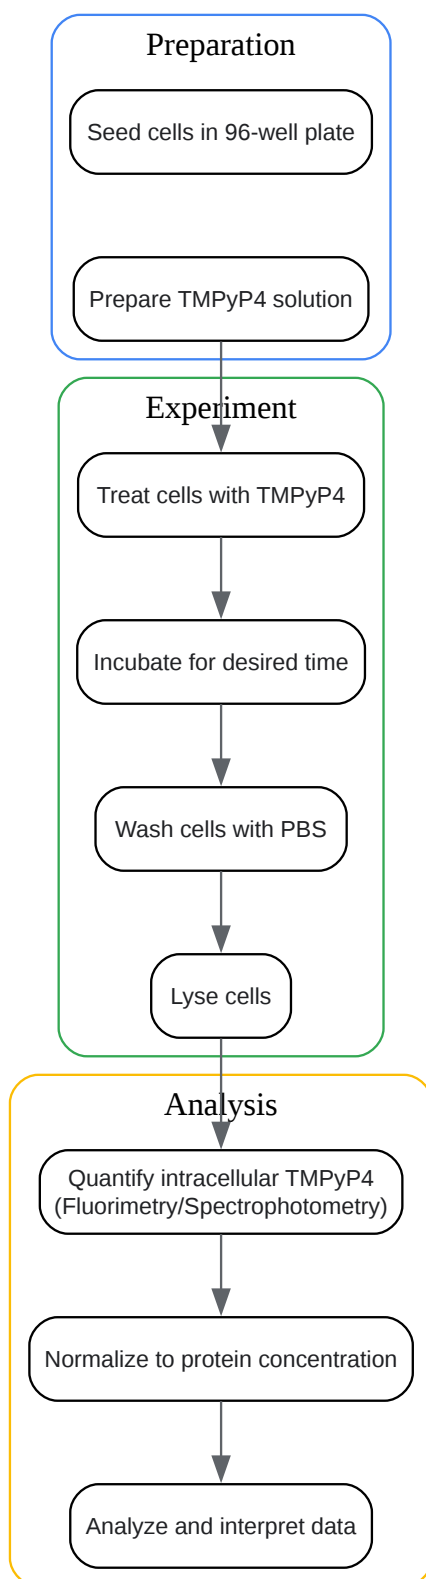 Preparation
Seed cells in 96-well plate
Prepare TMPyP4 solution
Experiment
Treat cells with TMPyP4
Incubate for desired time
Wash cells with PBS
Lyse cells
Analysis
Quantify intracellular TMPyP4
(Fluorimetry/Spectrophotometry)
Normalize to protein concentration
Analyze and interpret data